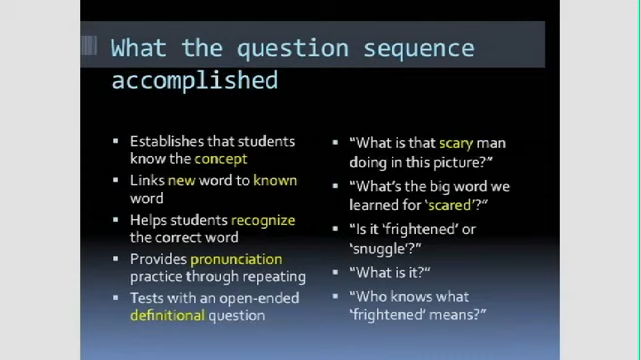 What the question sequence
accomplished
Establishes that students
know the concept
Links new word to known
word
Helps students recognize
the correct word
Provides pronunciation
practice through repeating
Tests with an open-ended
definitional question
“What is that scary man
doing in this picture?”
“What’s the big word we
learned for ‘scared’?“
“Is it ‘frightened’ or
‘snuggle’?”
“What is it?“
“Who knows what
‘frightened’ means?”